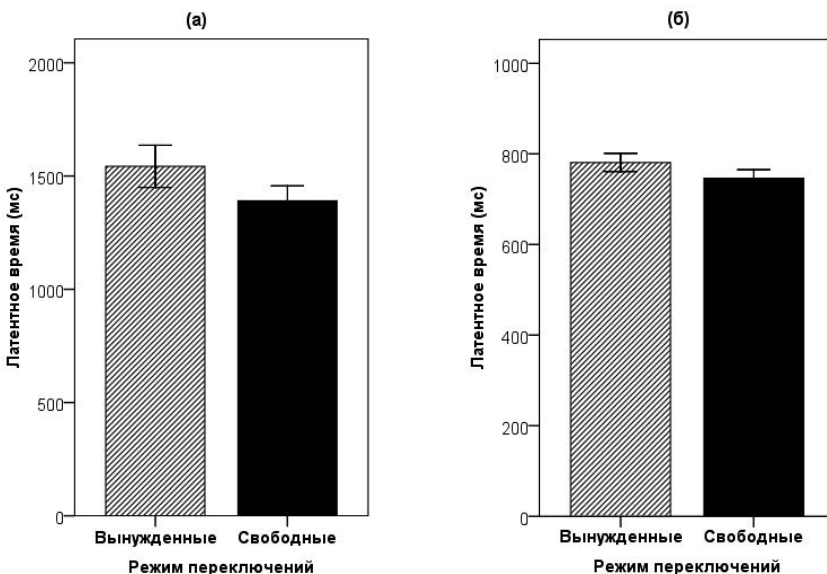 (а)
Латентное время (мс)
2000
1500
1000
500
0
Вынужденные Свободные
Режим переключений
(б)
Латентное время (мс)
1000
800
600
400
200
0
Вынужденные Свободные
Режим переключений